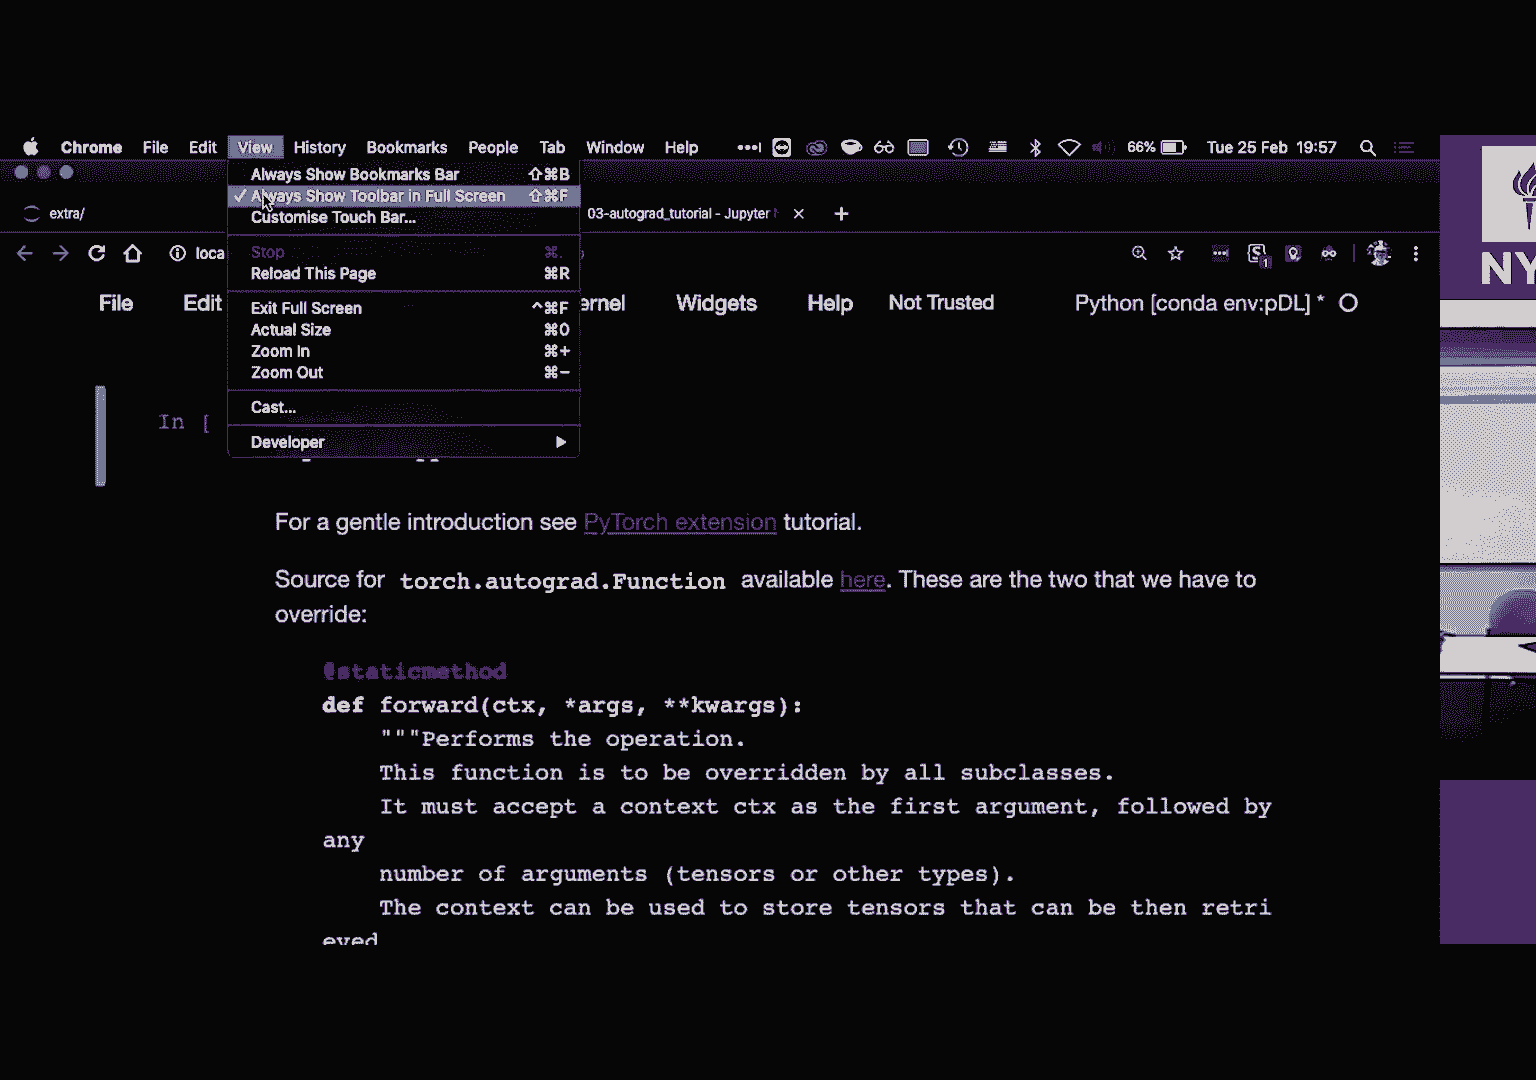 Chrome File Edit View History Bookmarks People Tab Window Help 66% Tue 25 Feb 19:57
Always Show Bookmarks Bar ⇧⌘B
✓ Always Show Toolbar in Full Screen ⇧⌘F
Customise Touch Bar...
extra/ 03-autograd_tutorial - Jupyter
Stop ⌘.
loca
Reload This Page ⌘R
NY
File Edit ernel Widgets Help Not Trusted Python [conda env:pDL] *
Exit Full Screen ^⌘F
Actual Size ⌘0
Zoom In ⌘+
Zoom Out ⌘−
Cast...
In [
Developer
For a gentle introduction see PyTorch extension tutorial.
Source for torch.autograd.Function available here. These are the two that we have to
override:
@staticmethod
def forward(ctx, *args, **kwargs):
"""Performs the operation.
This function is to be overridden by all subclasses.
It must accept a context ctx as the first argument, followed by
any
number of arguments (tensors or other types).
The context can be used to store tensors that can be then retri
eved